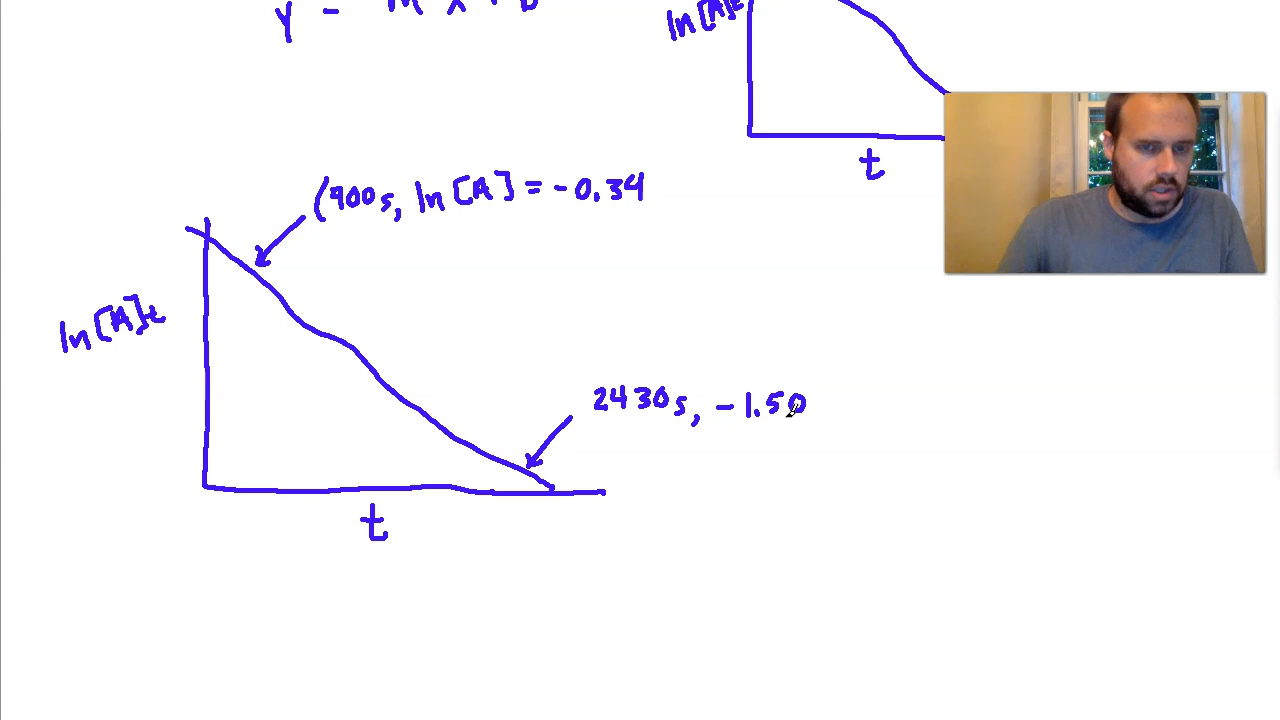 y = m x + b
ln[A]t
t
(900s, ln[A] = -0.34
ln[A]t
2430s, -1.50
t